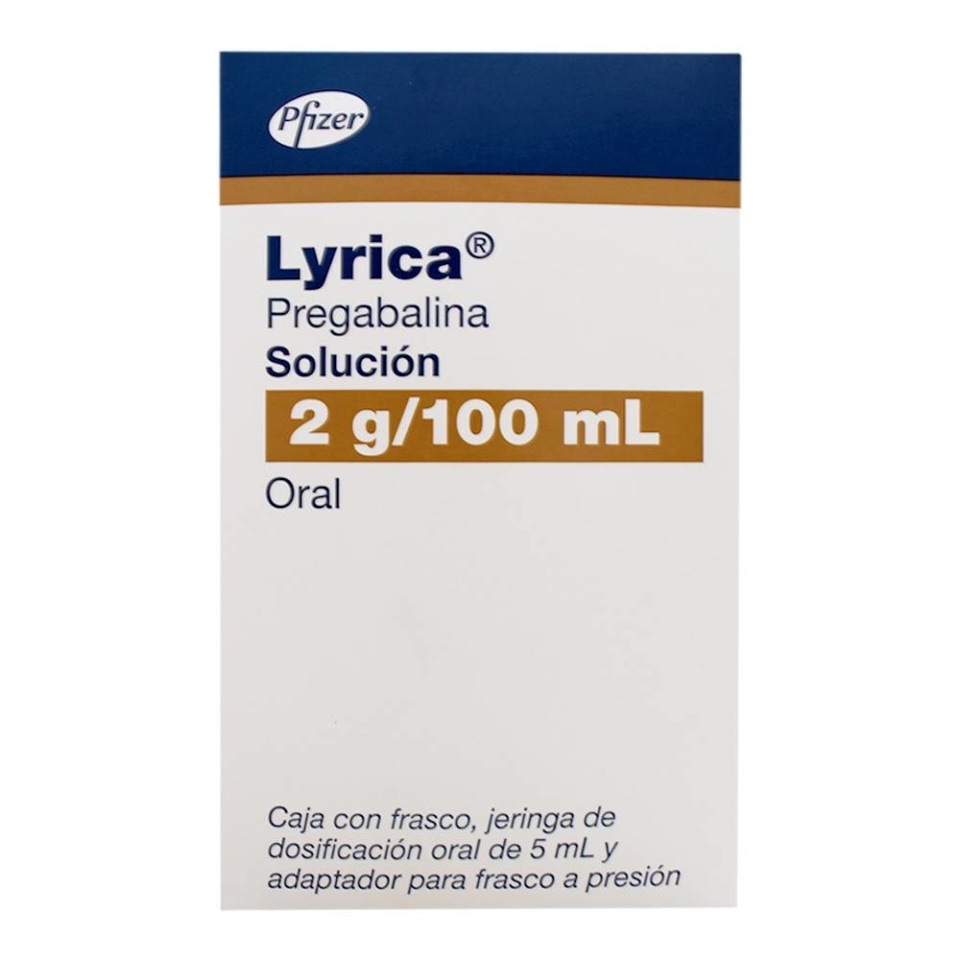 Pfizer
Lyrica®
Pregabalina
Solución
2 g/100 mL
Oral
Caja con frasco, jeringa de
dosificación oral de 5 mL y
adaptador para frasco a presión